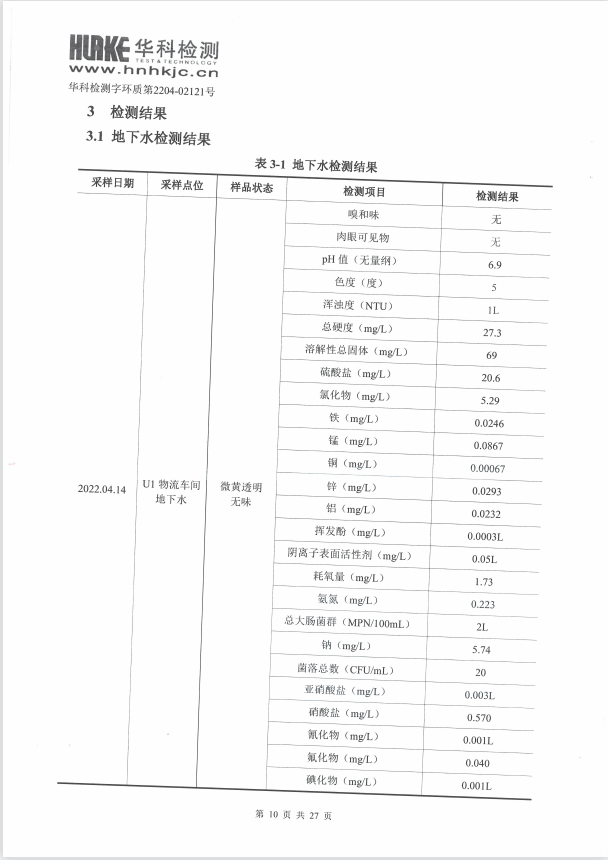 HUAKE 华科检测
TEST & TECHNOLOGY
www.hnhkjc.cn
华科检测字环质第2204-02121号
3 检测结果
3.1 地下水检测结果
表 3-1 地下水检测结果
采样日期 采样点位 样品状态 检测项目 检测结果
嗅和味 无
肉眼可见物 无
pH 值（无量纲） 6.9
色度（度） 5
浑浊度（NTU） 1L
总硬度（mg/L） 27.3
溶解性总固体（mg/L） 69
硫酸盐（mg/L） 20.6
氯化物（mg/L） 5.29
铁（mg/L） 0.0246
锰（mg/L） 0.0867
铜（mg/L） 0.00067
2022.04.14 U1 物流车间 微黄透明 锌（mg/L） 0.0293
地下水 无味 铝（mg/L） 0.0232
挥发酚（mg/L） 0.0003L
阴离子表面活性剂（mg/L） 0.05L
耗氧量（mg/L） 1.73
氨氮（mg/L） 0.223
总大肠菌群（MPN/100mL） 2L
钠（mg/L） 5.74
菌落总数（CFU/mL） 20
亚硝酸盐（mg/L） 0.003L
硝酸盐（mg/L） 0.570
氰化物（mg/L） 0.001L
氟化物（mg/L） 0.040
碘化物（mg/L） 0.001L
第 10 页 共 27 页